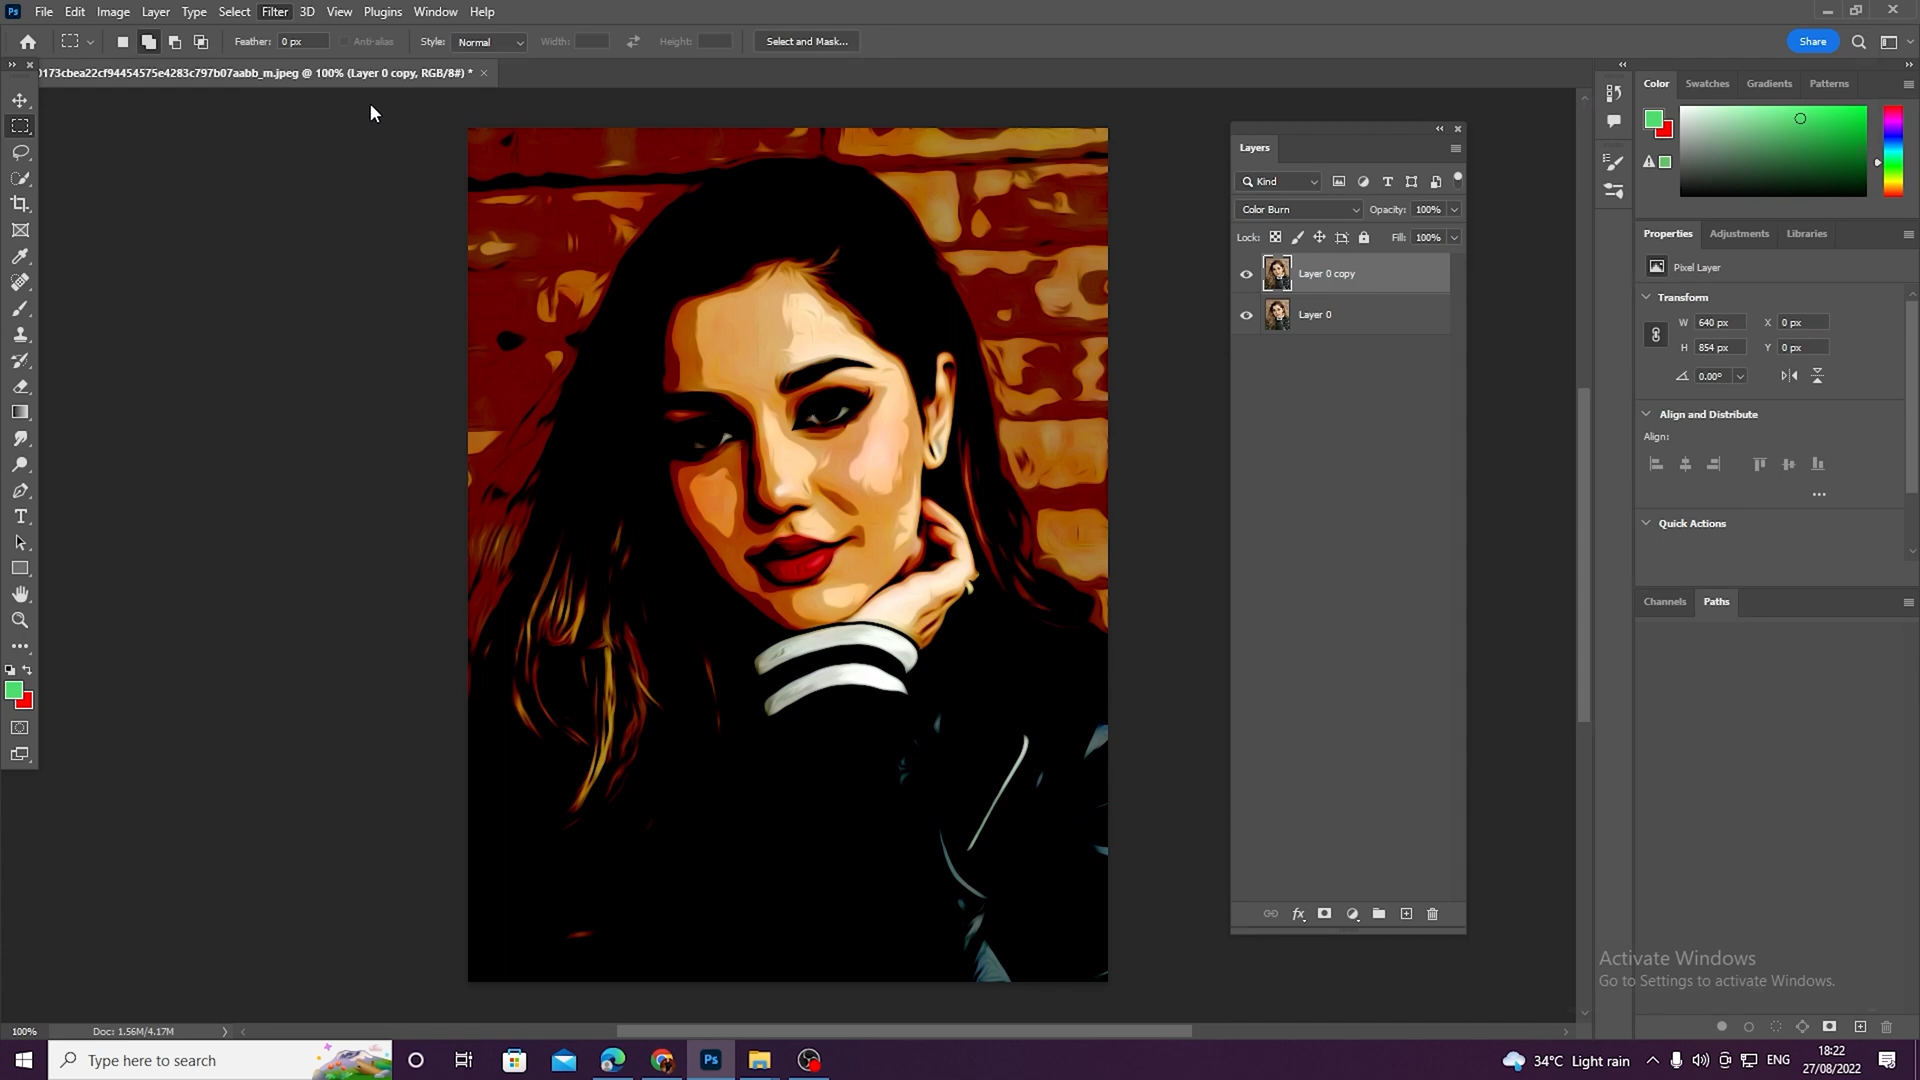 Ps File Edit Image Layer Type Select Filter 3D View Plugins Window Help
Feather: 0 px Anti-alias Style: Normal Width: Height: Select and Mask... Share
0173cbea22cf94454575e4283c797b07aabb_m.jpeg @ 100% (Layer 0 copy, RGB/8#) *
Color Swatches Gradients Patterns
Layers
Kind
Color Burn Opacity: 100%
Lock: Fill: 100%
Layer 0 copy
Layer 0
Properties Adjustments Libraries
Pixel Layer
Transform
W 640 px X 0 px
H 854 px Y 0 px
0.00°
Align and Distribute
Align:
Quick Actions
Channels Paths
Activate Windows
Go to Settings to activate Windows.
100% Doc: 1.56M/4.17M
Type here to search
Ps
34°C Light rain ENG
18:22
27/08/2022